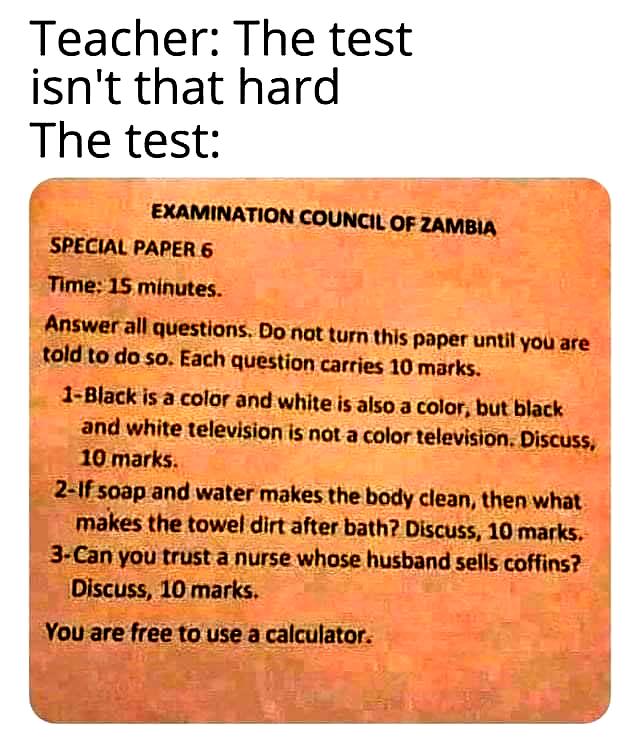 Teacher: The test
isn't that hard
The test:
EXAMINATION COUNCIL OF ZAMBIA
SPECIAL PAPER 6
Time: 15 minutes.
Answer all questions. Do not turn this paper until you are
told to do so. Each question carries 10 marks.
1-Black is a color and white is also a color, but black
and white television is not a color television. Discuss,
10 marks.
2-If soap and water makes the body clean, then what
makes the towel dirt after bath? Discuss, 10 marks.
3-Can you trust a nurse whose husband sells coffins?
Discuss, 10 marks.
You are free to use a calculator.